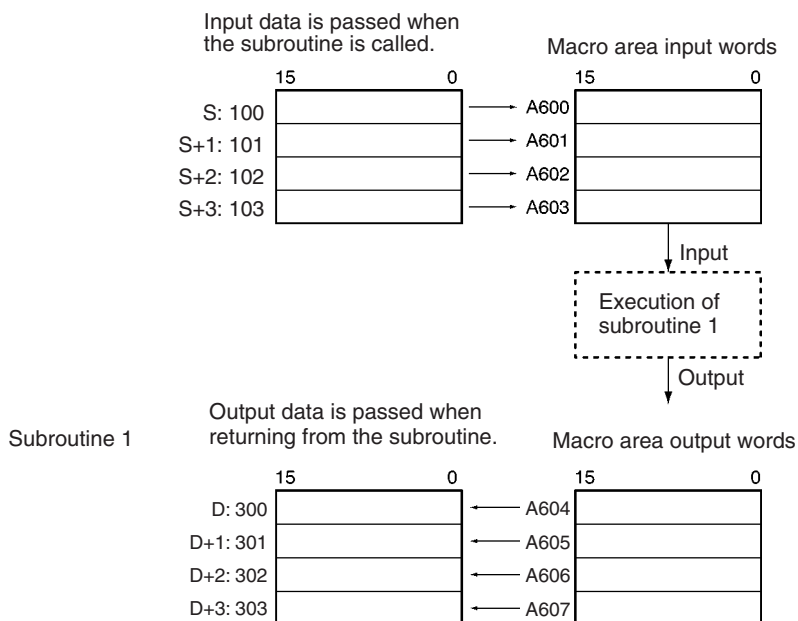 Input data is passed when
the subroutine is called.
Macro area input words
15 0 15 0
S: 100 A600
S+1: 101 A601
S+2: 102 A602
S+3: 103 A603
Input
Execution of
subroutine 1
Output
Subroutine 1
Output data is passed when
returning from the subroutine.
Macro area output words
15 0 15 0
D: 300 A604
D+1: 301 A605
D+2: 302 A606
D+3: 303 A607